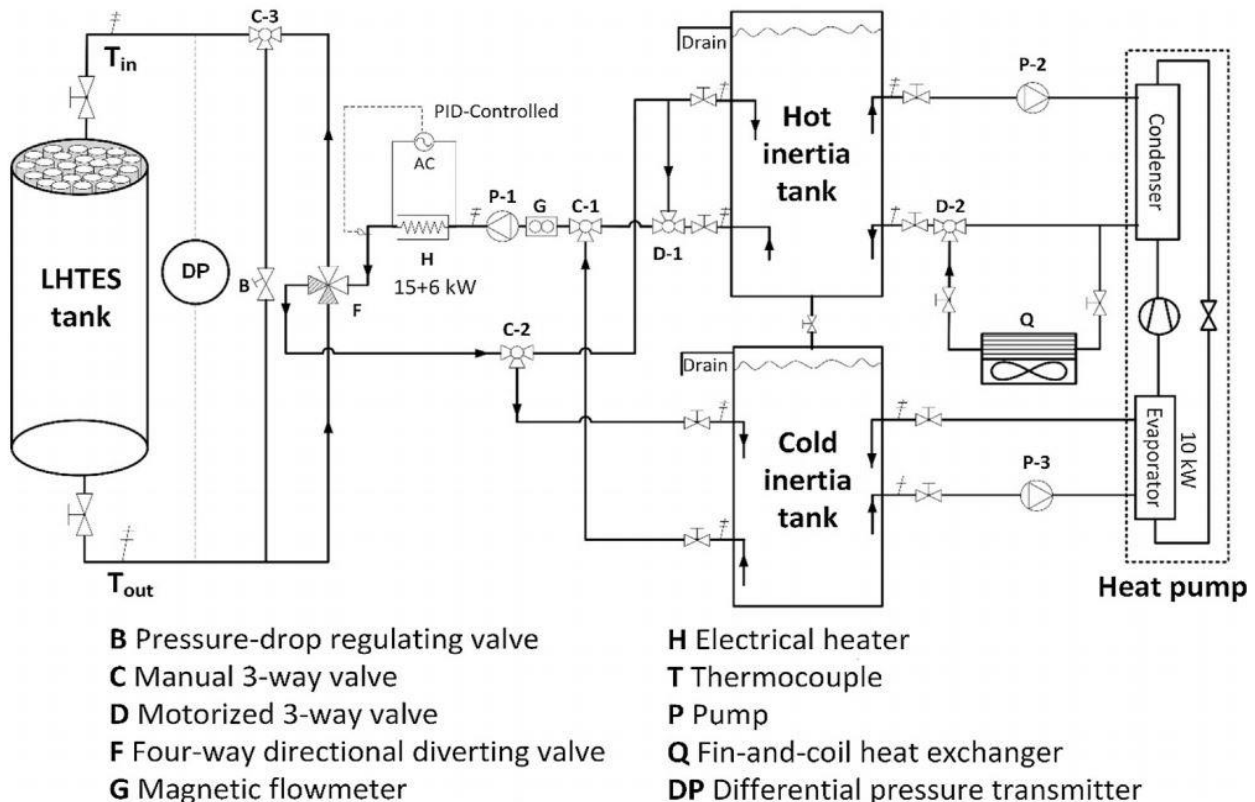 C-3
T_in
Drain
P-2
PID-Controlled
Hot
inertia
tank
Condenser
AC
P-1
G
C-1
D-2
D-1
LHTES
tank
DP
H
15+6 kW
B
F
C-2
Q
Drain
Cold
inertia
tank
Evaporator
10 kW
P-3
T_out
Heat pump
B Pressure-drop regulating valve
C Manual 3-way valve
D Motorized 3-way valve
F Four-way directional diverting valve
G Magnetic flowmeter
H Electrical heater
T Thermocouple
P Pump
Q Fin-and-coil heat exchanger
DP Differential pressure transmitter